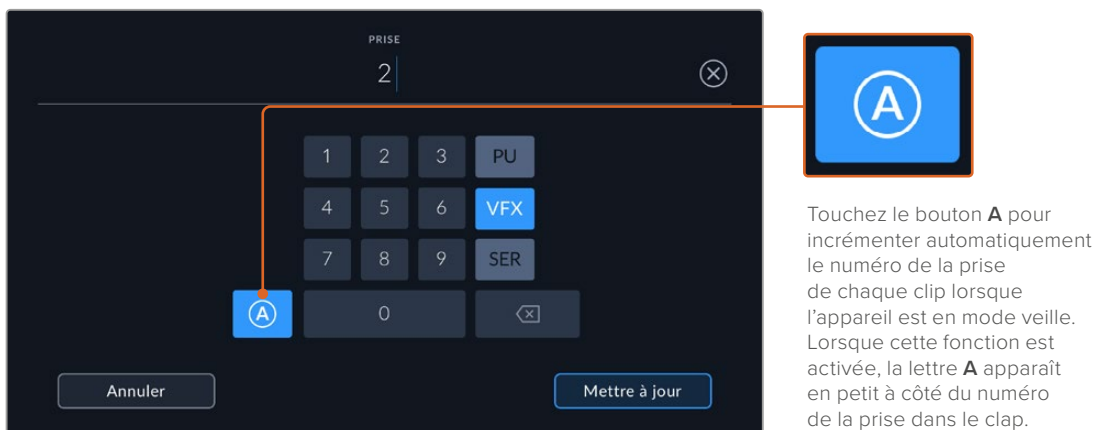 PRISE
2
1 2 3 PU
4 5 6 VFX
7 8 9 SER
A 0
Annuler Mettre à jour
A
Touchez le bouton A pour
incrémenter automatiquement
le numéro de la prise
de chaque clip lorsque
l’appareil est en mode veille.
Lorsque cette fonction est
activée, la lettre A apparaît
en petit à côté du numéro
de la prise dans le clap.